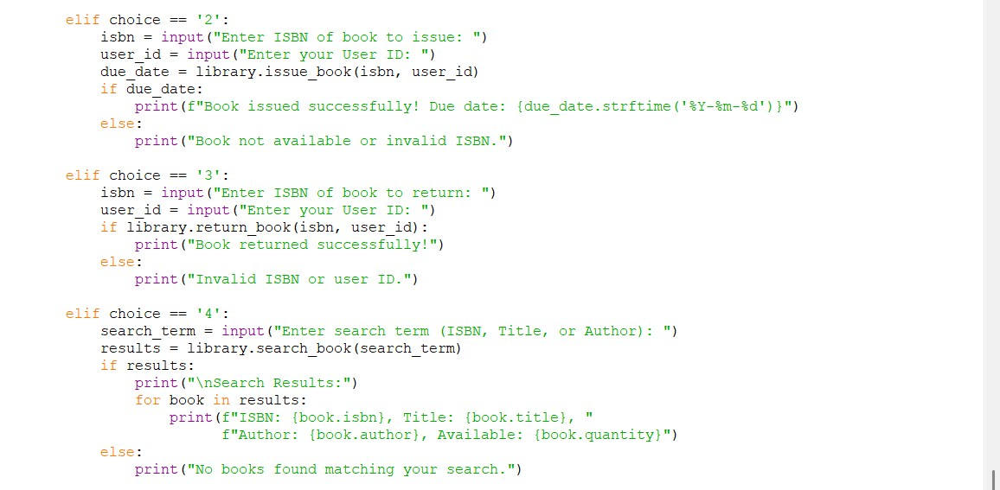 elif choice == '2':
    isbn = input("Enter ISBN of book to issue: ")
    user_id = input("Enter your User ID: ")
    due_date = library.issue_book(isbn, user_id)
    if due_date:
        print(f"Book issued successfully! Due date: {due_date.strftime('%Y-%m-%d')}")
    else:
        print("Book not available or invalid ISBN.")

elif choice == '3':
    isbn = input("Enter ISBN of book to return: ")
    user_id = input("Enter your User ID: ")
    if library.return_book(isbn, user_id):
        print("Book returned successfully!")
    else:
        print("Invalid ISBN or user ID.")

elif choice == '4':
    search_term = input("Enter search term (ISBN, Title, or Author): ")
    results = library.search_book(search_term)
    if results:
        print("\nSearch Results:")
        for book in results:
            print(f"ISBN: {book.isbn}, Title: {book.title}, "
                  f"Author: {book.author}, Available: {book.quantity}")
    else:
        print("No books found matching your search.")